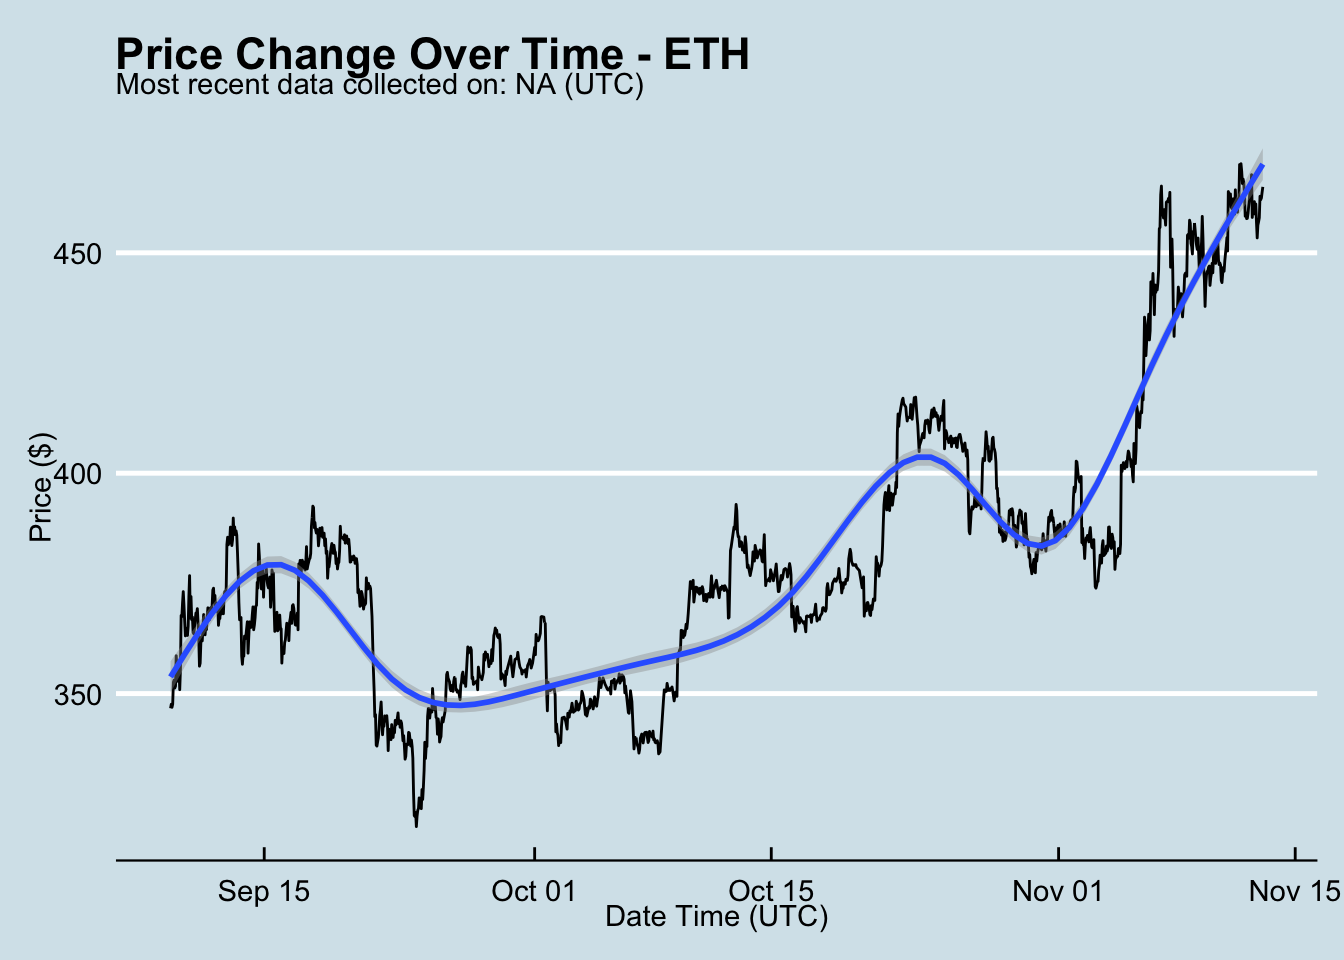 Price Change Over Time - ETH
Most recent data collected on: NA (UTC)
Price ($)
450
400
350
Sep 15
Oct 01
Oct 15
Nov 01
Nov 15
Date Time (UTC)